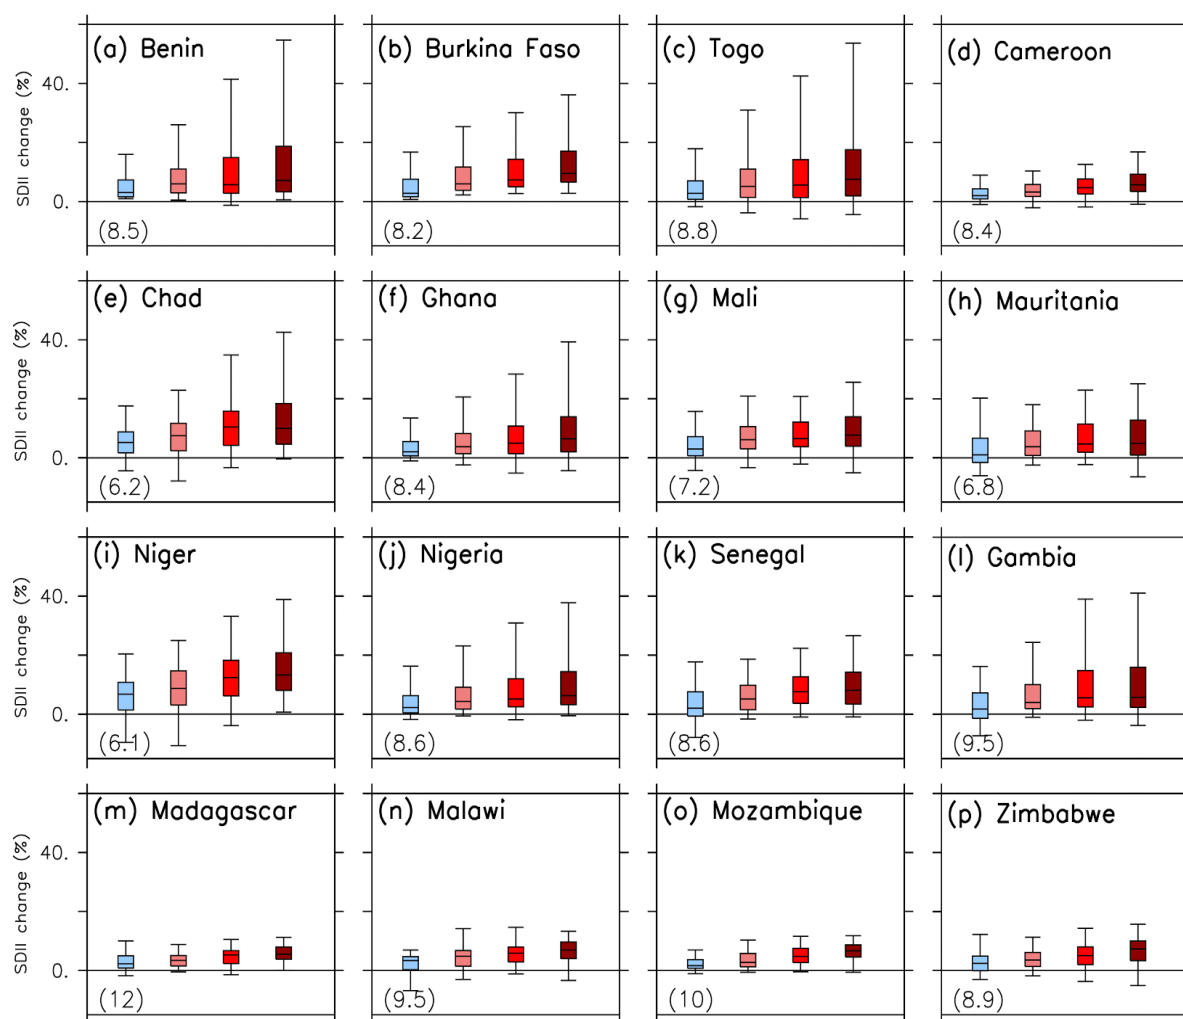 (a) Benin
(b) Burkina Faso
(c) Togo
(d) Cameroon
SDII change (%)
40.
0.
(8.5)
(8.2)
(8.8)
(8.4)
(e) Chad
(f) Ghana
(g) Mali
(h) Mauritania
SDII change (%)
40.
0.
(6.2)
(8.4)
(7.2)
(6.8)
(i) Niger
(j) Nigeria
(k) Senegal
(l) Gambia
SDII change (%)
40.
0.
(6.1)
(8.6)
(8.6)
(9.5)
(m) Madagascar
(n) Malawi
(o) Mozambique
(p) Zimbabwe
SDII change (%)
40.
0.
(12)
(9.5)
(10)
(8.9)